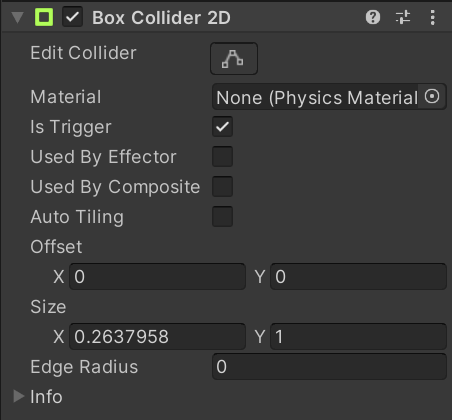 Box Collider 2D
Edit Collider
Material None (Physics Material
Is Trigger
Used By Effector
Used By Composite
Auto Tiling
Offset
X 0 Y 0
Size
X 0.2637958 Y 1
Edge Radius 0
Info